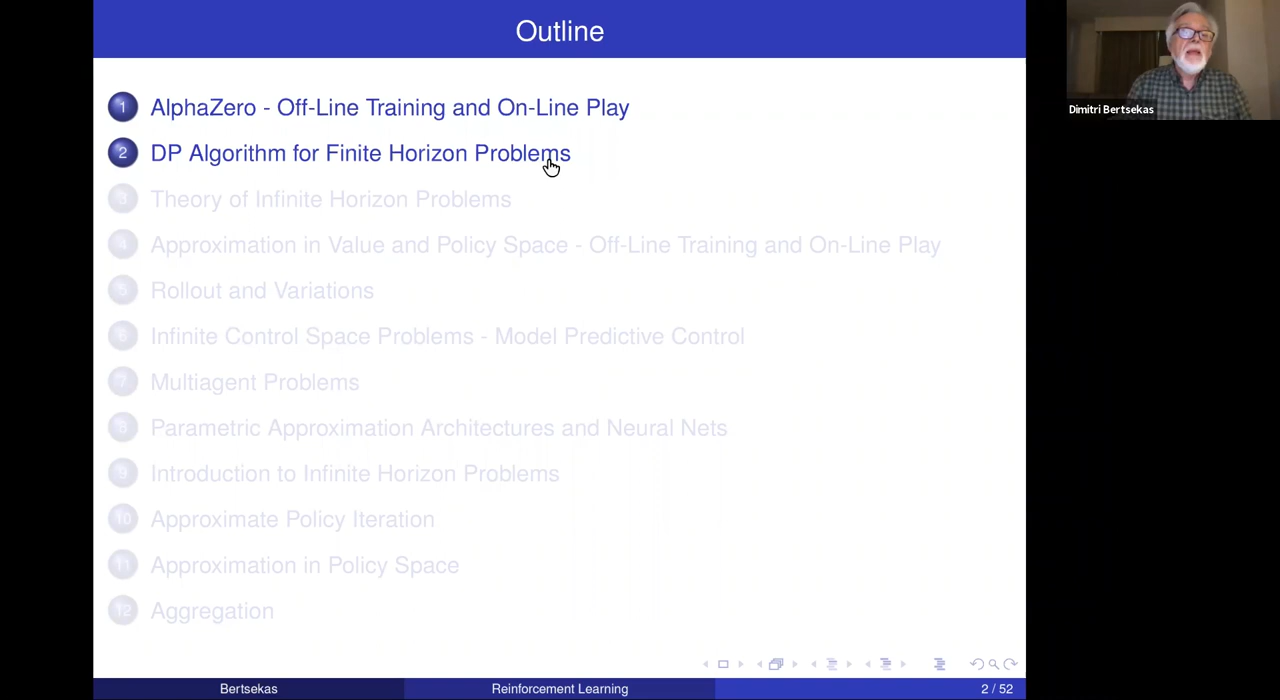 Outline
1 AlphaZero - Off-Line Training and On-Line Play
2 DP Algorithm for Finite Horizon Problems
3 Theory of Infinite Horizon Problems
4 Approximation in Value and Policy Space - Off-Line Training and On-Line Play
5 Rollout and Variations
6 Infinite Control Space Problems - Model Predictive Control
7 Multiagent Problems
8 Parametric Approximation Architectures and Neural Nets
9 Introduction to Infinite Horizon Problems
10 Approximate Policy Iteration
11 Approximation in Policy Space
12 Aggregation
Bertsekas Reinforcement Learning 2 / 52
Dimitri Bertsekas